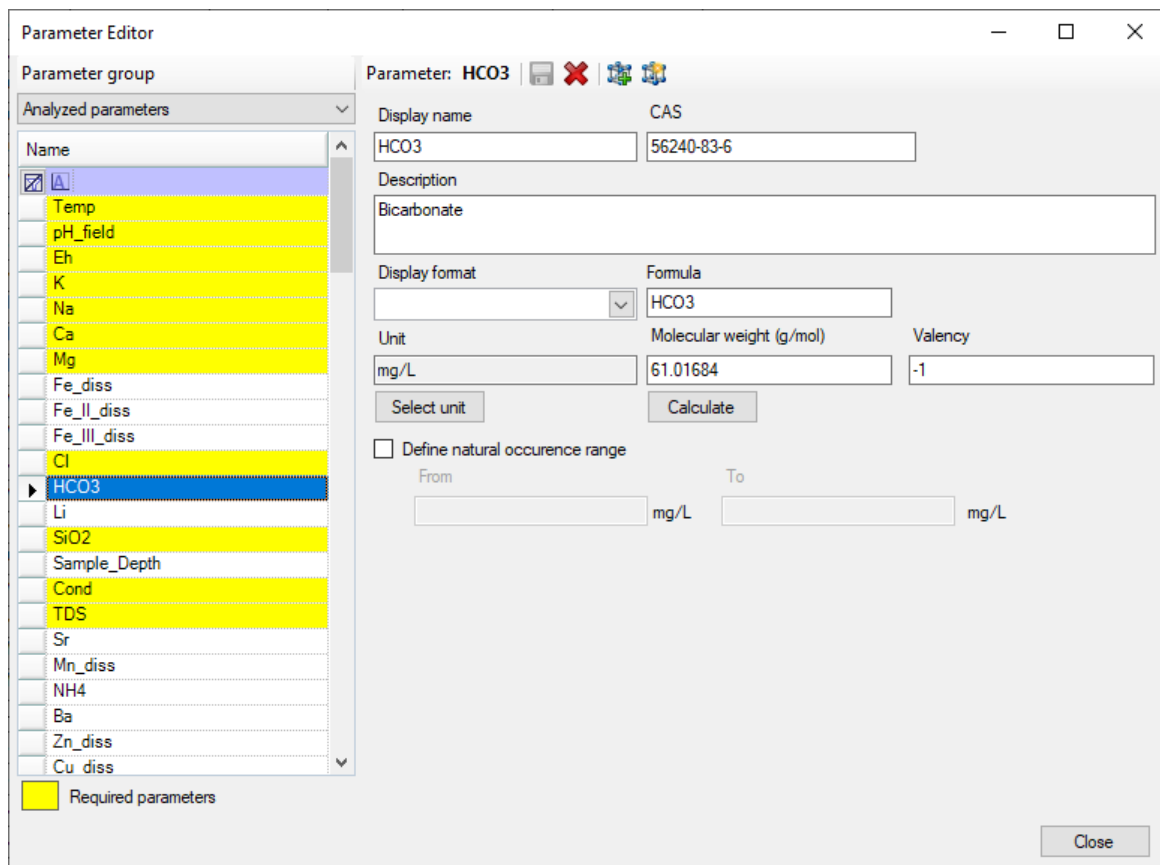 Parameter Editor
Parameter group
Analyzed parameters
Name
A
Temp
pH_field
Eh
K
Na
Ca
Mg
Fe_diss
Fe_II_diss
Fe_III_diss
Cl
HCO3
Li
SiO2
Sample_Depth
Cond
TDS
Sr
Mn_diss
NH4
Ba
Zn_diss
Cu_diss
Required parameters
Parameter: HCO3
Display name CAS
HCO3 56240-83-6
Description
Bicarbonate
Display format Formula
HCO3
Unit Molecular weight (g/mol) Valency
mg/L 61.01684 -1
Select unit Calculate
Define natural occurence range
From To
mg/L mg/L
Close